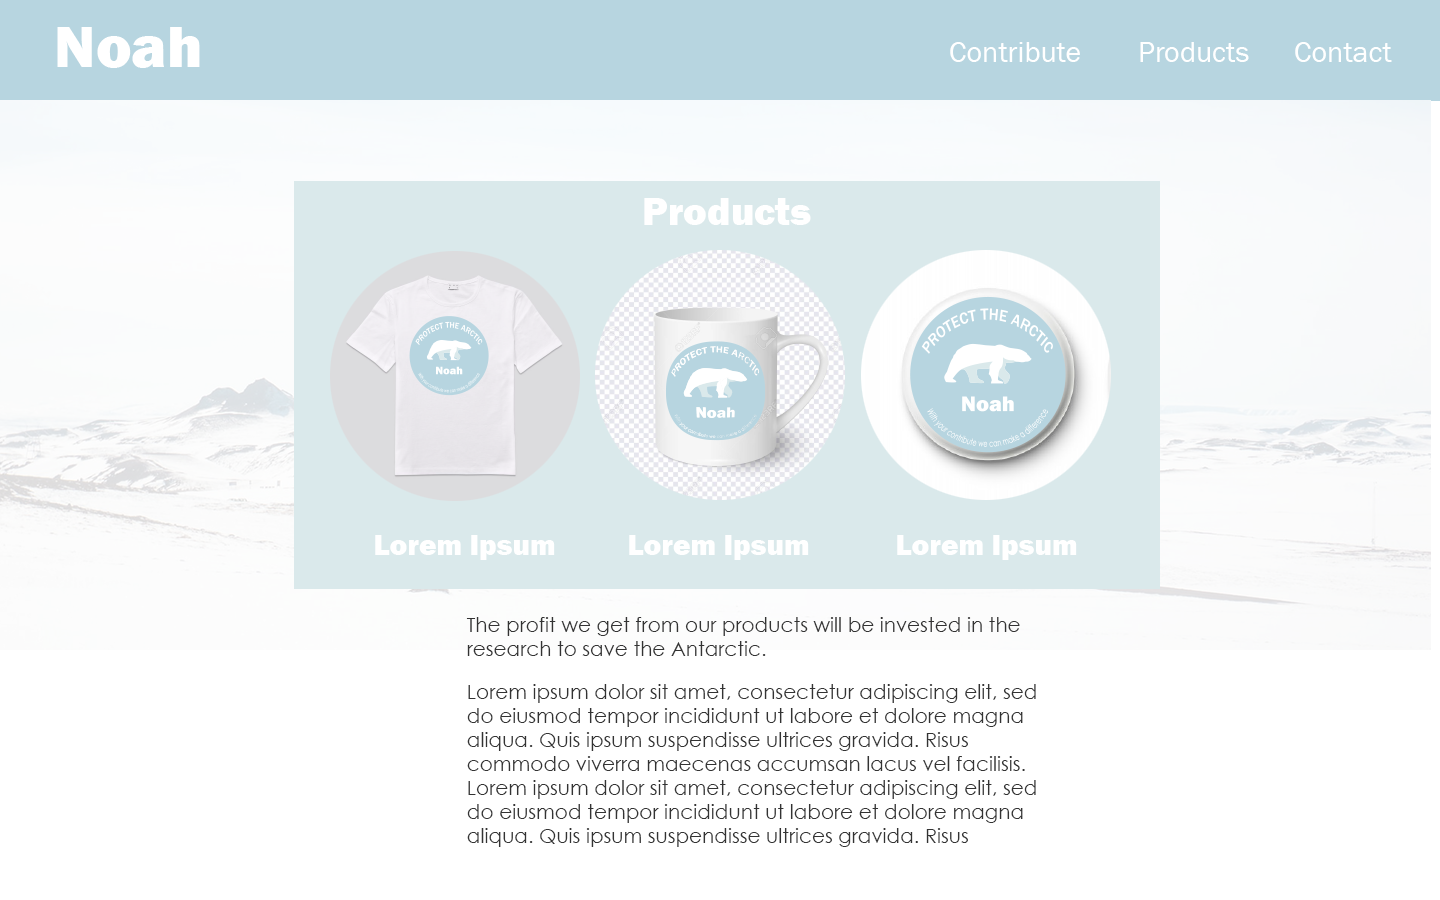 Noah
Contribute Products Contact
Products
PROTECT THE ARCTIC
Noah
PROTECT THE ARCTIC
Noah
PROTECT THE ARCTIC
Noah
With your contribute we can make a difference
Lorem Ipsum Lorem Ipsum Lorem Ipsum
The profit we get from our products will be invested in the
research to save the Antarctic.
Lorem ipsum dolor sit amet, consectetur adipiscing elit, sed
do eiusmod tempor incididunt ut labore et dolore magna
aliqua. Quis ipsum suspendisse ultrices gravida. Risus
commodo viverra maecenas accumsan lacus vel facilisis.
Lorem ipsum dolor sit amet, consectetur adipiscing elit, sed
do eiusmod tempor incididunt ut labore et dolore magna
aliqua. Quis ipsum suspendisse ultrices gravida. Risus